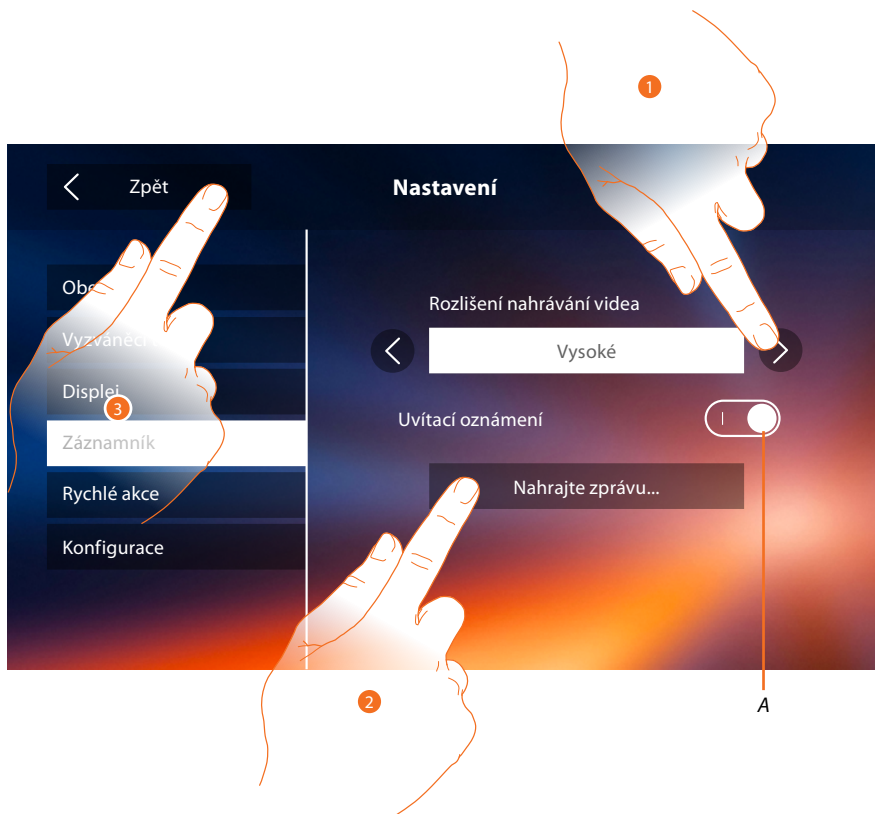 1
Zpět
Nastavení
Vyzváněcí
Displej
3
Záznamník
Rychlé akce
Konfigurace
Rozlišení nahrávání videa
Vysoké
Uvítací oznámení
Nahrajte zprávu...
2
A